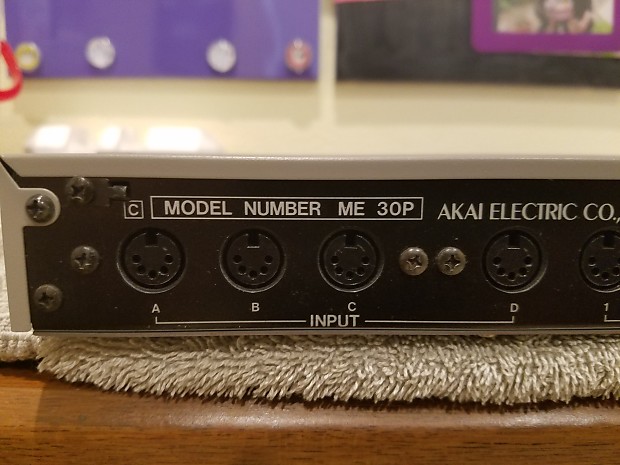 C MODEL NUMBER ME 30P AKAI ELECTRIC CO.,
A B C D 1
INPUT